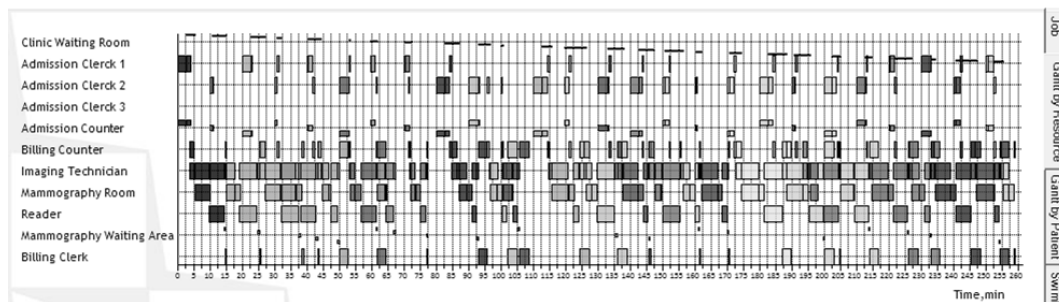 Clinic Waiting Room
Admission Clerck 1
Admission Clerck 2
Admission Clerck 3
Admission Counter
Billing Counter
Imaging Technician
Mammography Room
Reader
Mammography Waiting Area
Billing Clerk
0 5 10 15 20 25 30 35 40 45 50 55 60 65 70 75 80 85 90 95 100 105 110 115 120 125 130 135 140 145 150 155 160 165 170 175 180 185 190 195 200 205 210 215 220 225 230 235 240 245 250 255 260
Time,min
Job
Gantt by Resource
Gantt by Patient
Swim